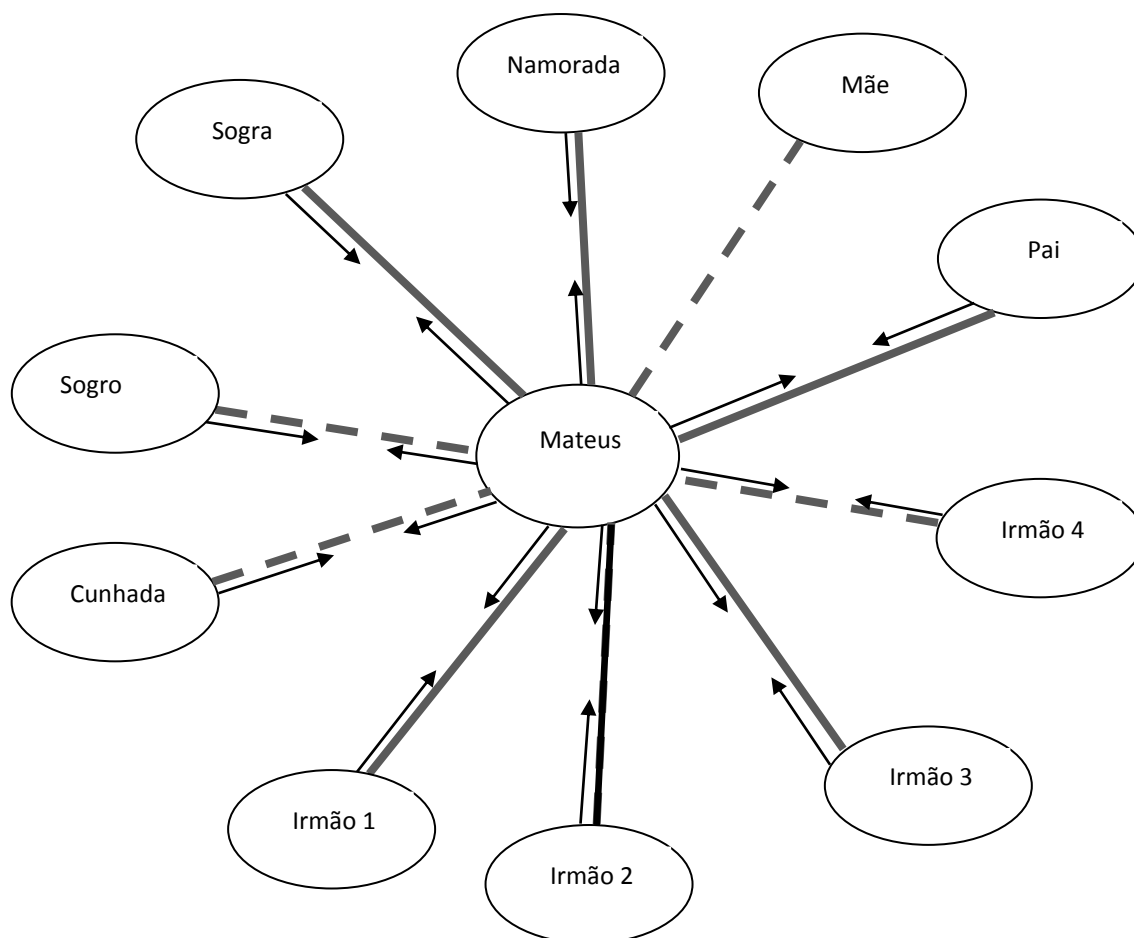 Namorada
Mãe
Sogra
Pai
Sogro
Mateus
Irmão 4
Cunhada
Irmão 3
Irmão 1
Irmão 2